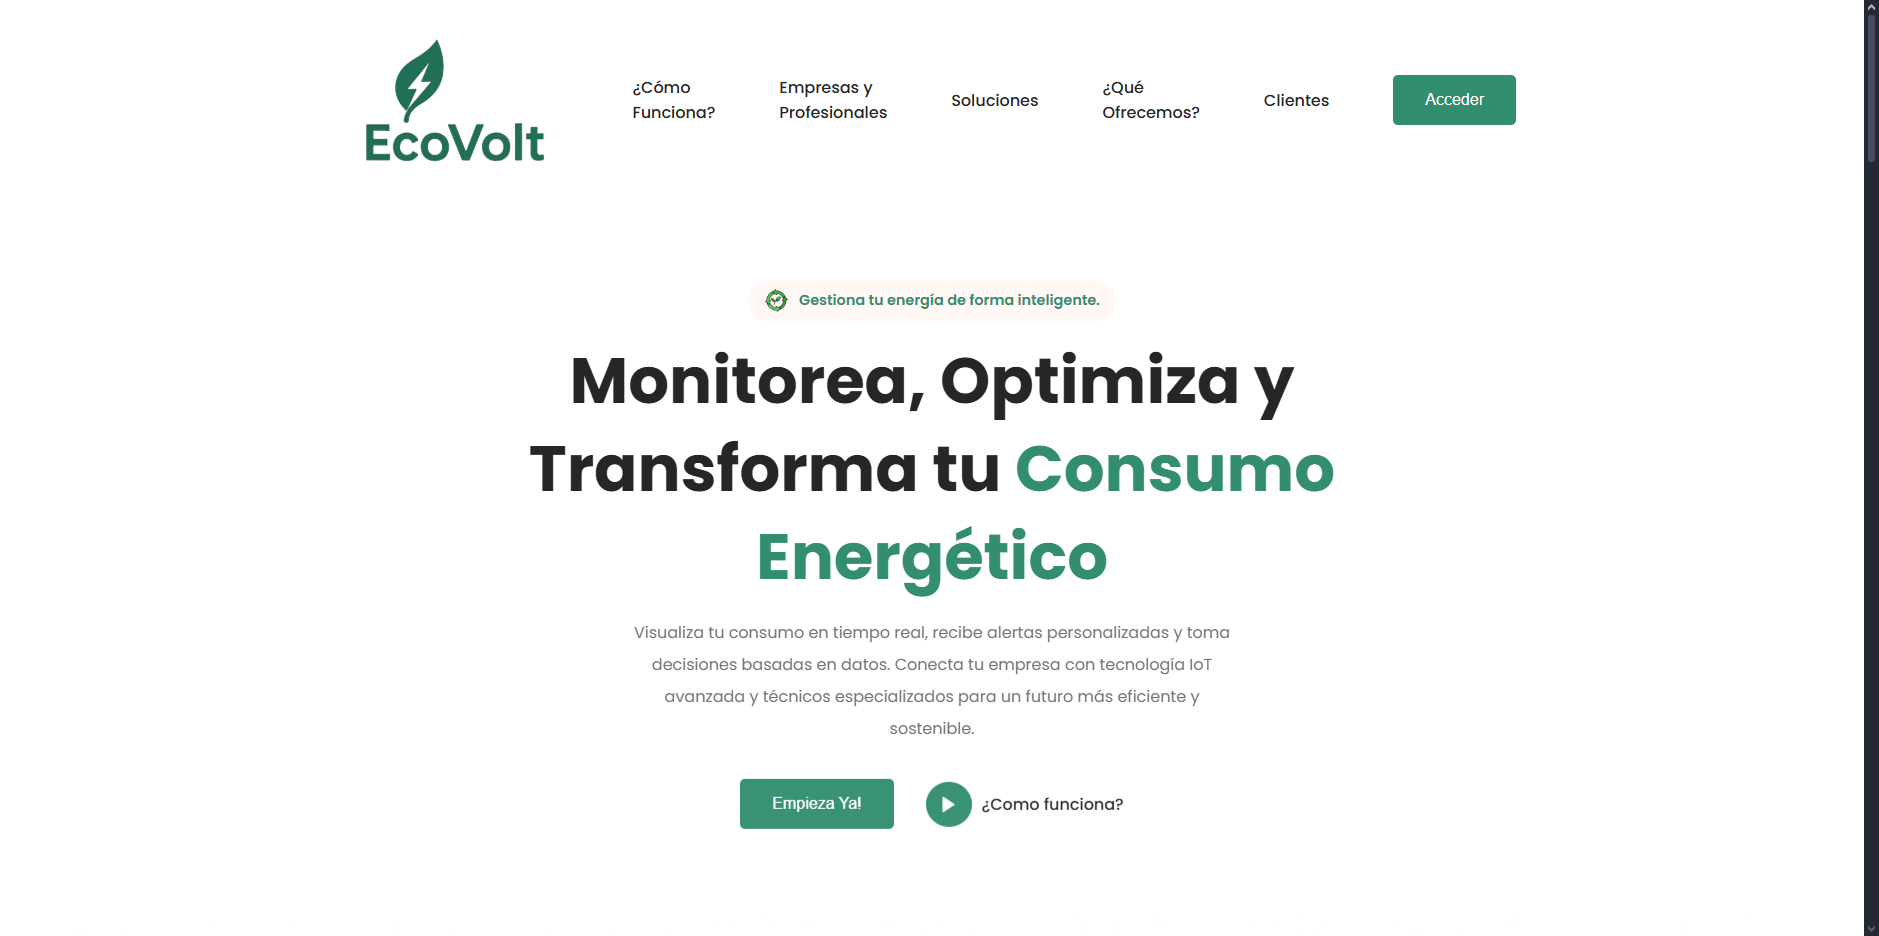 EcoVolt
¿Cómo
Funciona?
Empresas y
Profesionales
Soluciones
¿Qué
Ofrecemos?
Clientes
Acceder
Gestiona tu energía de forma inteligente.
Monitorea, Optimiza y
Transforma tu Consumo
Energético
Visualiza tu consumo en tiempo real, recibe alertas personalizadas y toma
decisiones basadas en datos. Conecta tu empresa con tecnología IoT
avanzada y técnicos especializados para un futuro más eficiente y
sostenible.
Empieza Ya!
¿Como funciona?